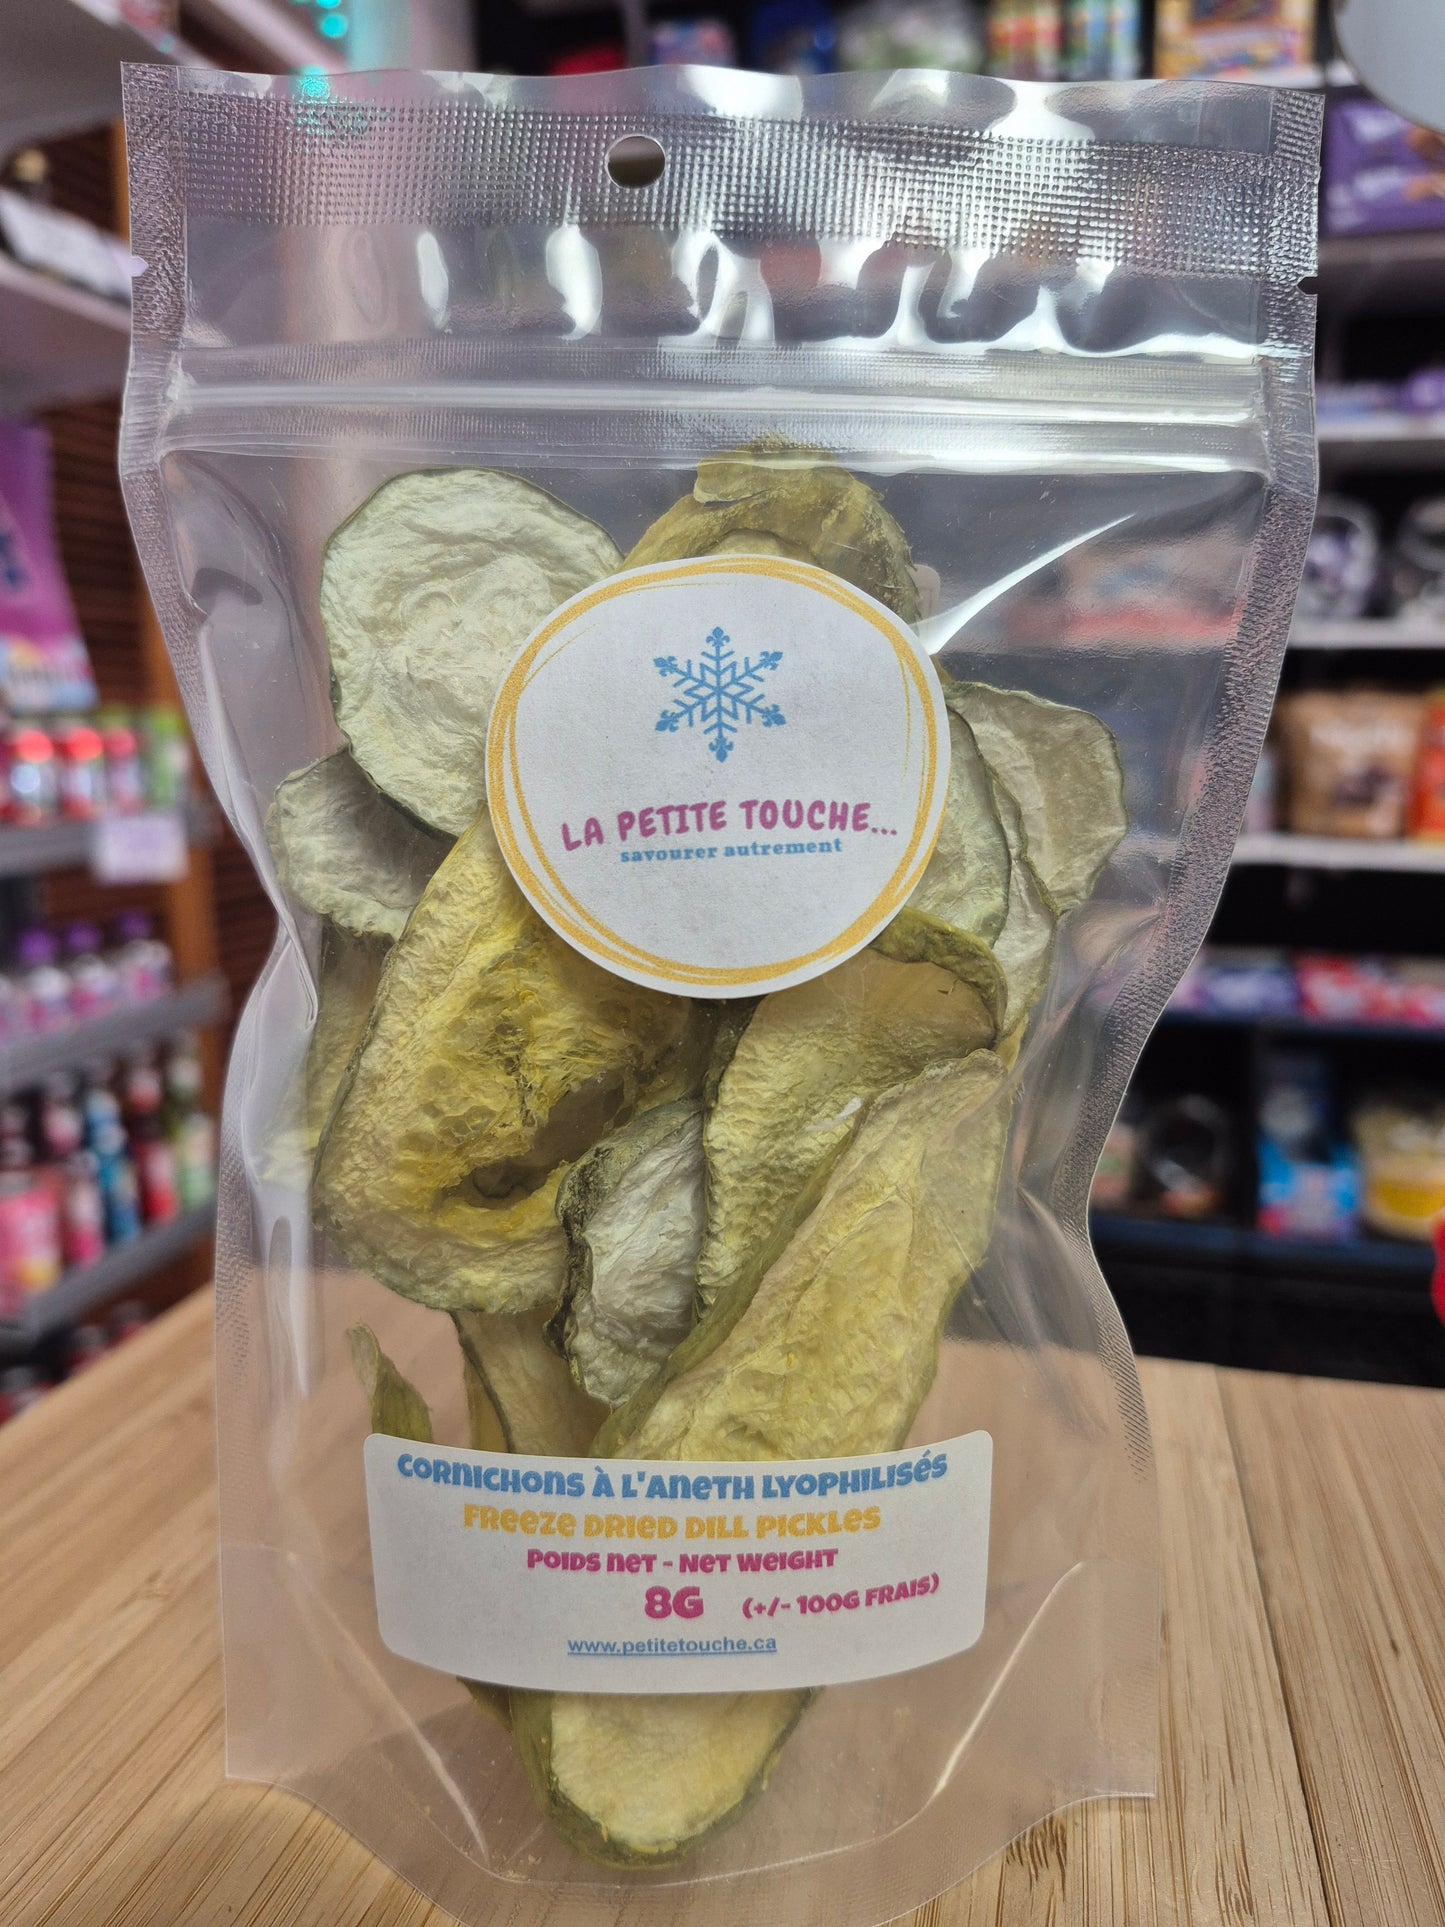 LA PETITE TOUCHE...
savourer autrement
CORNICHONS À L'ANETH LYOPHILISÉS
FREEZE DRIED DILL PICKLES
POIDS NET - NET WEIGHT
8G (+/- 100G FRAIS)
www.petitetouche.ca